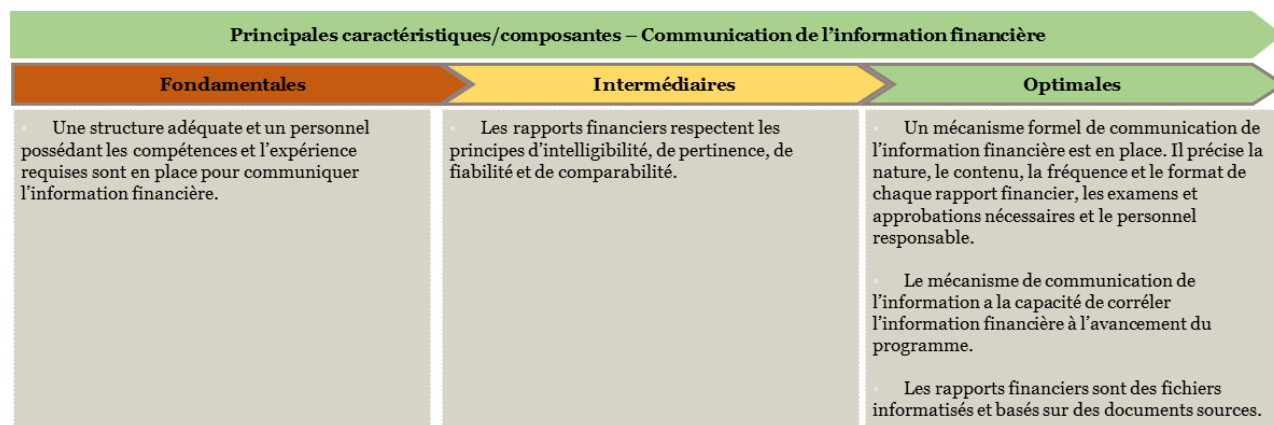 Principales caractéristiques/composantes – Communication de l’information financière
Fondamentales
Intermédiaires
Optimales
Une structure adéquate et un personnel
possédant les compétences et l’expérience
requises sont en place pour communiquer
l’information financière.
Les rapports financiers respectent les
principes d’intelligibilité, de pertinence, de
fiabilité et de comparabilité.
Un mécanisme formel de communication de
l’information financière est en place. Il précise la
nature, le contenu, la fréquence et le format de
chaque rapport financier, les examens et
approbations nécessaires et le personnel
responsable.
Le mécanisme de communication de
l’information a la capacité de corréler
l’information financière à l’avancement du
programme.
Les rapports financiers sont des fichiers
informatisés et basés sur des documents sources.